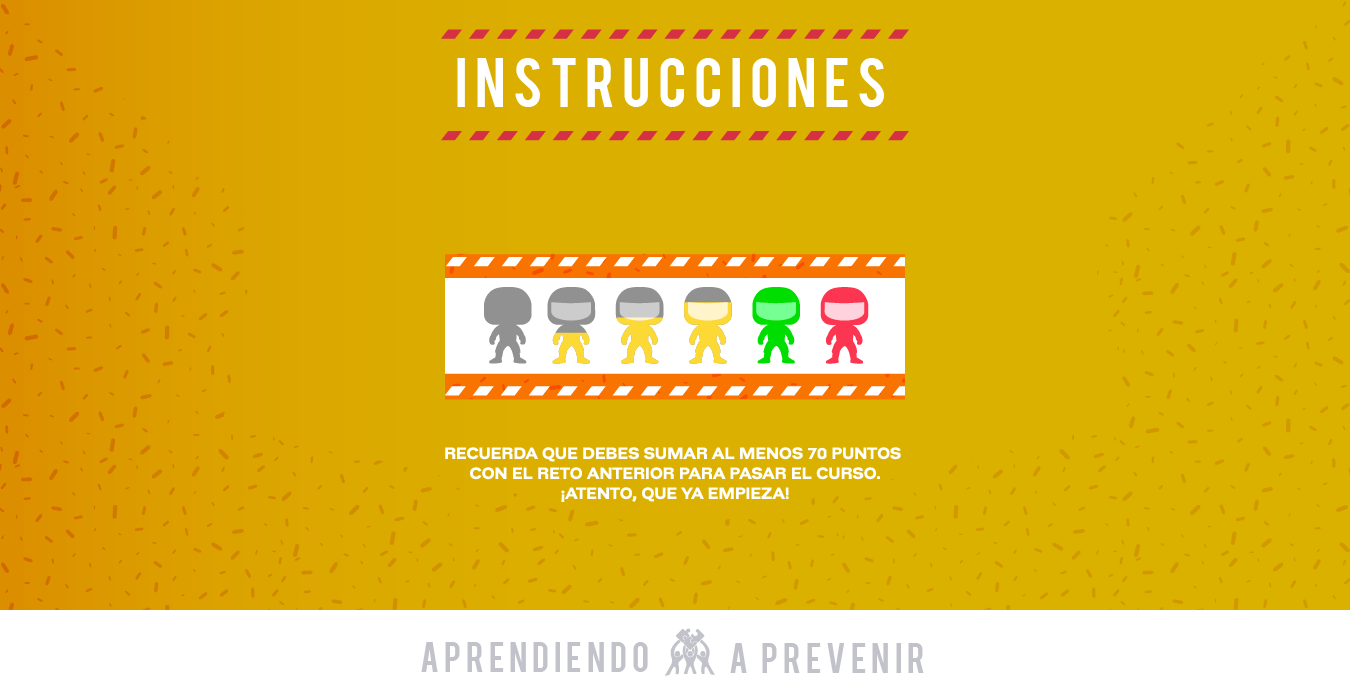 INSTRUCCIONES
RECUERDA QUE DEBES SUMAR AL MENOS 70 PUNTOS
CON EL RETO ANTERIOR PARA PASAR EL CURSO.
¡ATENTO, QUE YA EMPIEZA!
APRENDIENDO A PREVENIR